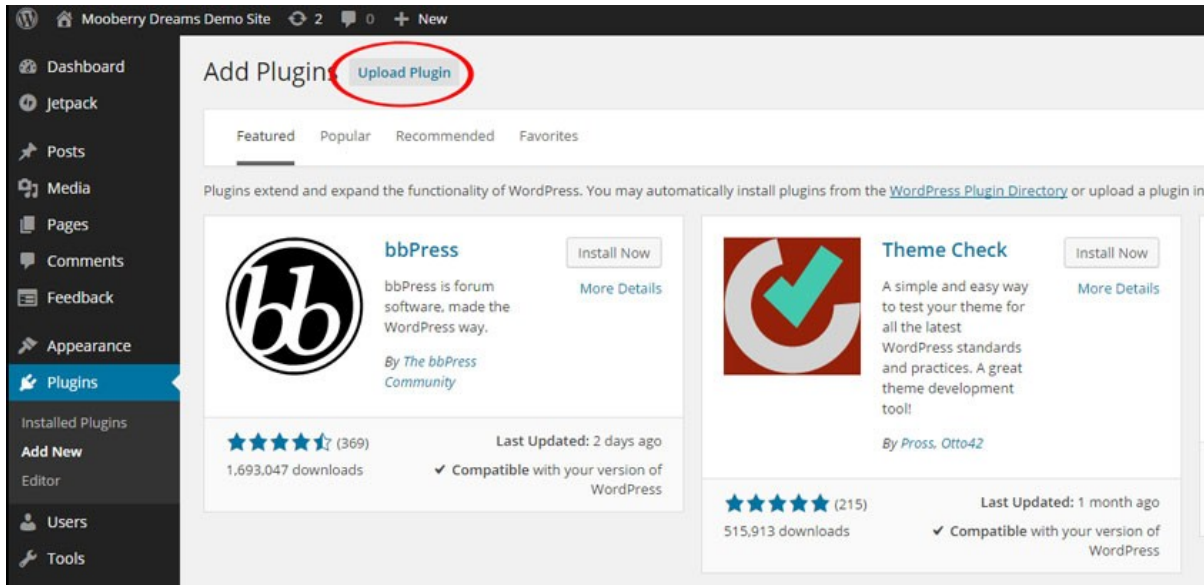 Mooberry Dreams Demo Site 2 0 + New
Dashboard
Jetpack
Posts
Media
Pages
Comments
Feedback
Appearance
Plugins
Installed Plugins
Add New
Editor
Users
Tools
Add Plugins Upload Plugin
Featured Popular Recommended Favorites
Plugins extend and expand the functionality of WordPress. You may automatically install plugins from the WordPress Plugin Directory or upload a plugin in
bb
bbPress
Install Now
More Details
bbPress is forum
software, made the
WordPress way.
By The bbPress
Community
(369)
1,693,047 downloads
Last Updated: 2 days ago
✔ Compatible with your version of
WordPress
Theme Check
Install Now
More Details
A simple and easy way
to test your theme for
all the latest
WordPress standards
and practices. A great
theme development
tool!
By Pross, Otto42
(215)
515,913 downloads
Last Updated: 1 month ago
✔ Compatible with your version of
WordPress